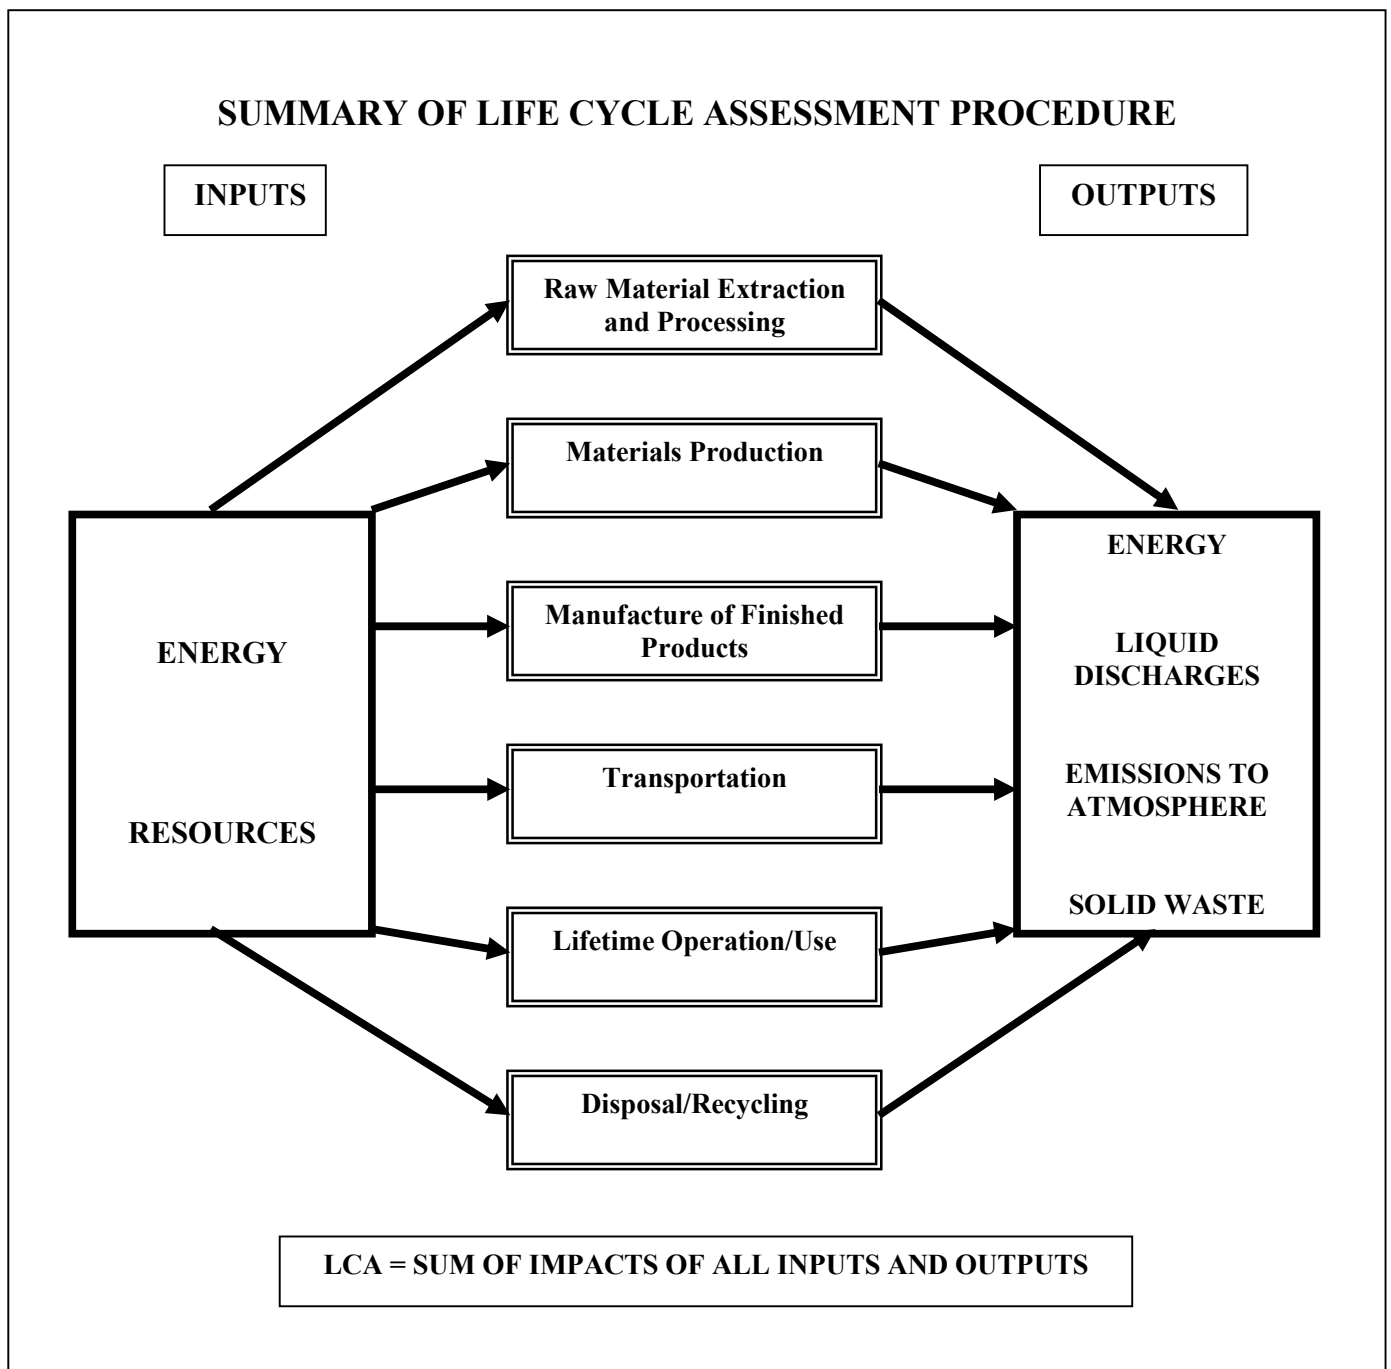 SUMMARY OF LIFE CYCLE ASSESSMENT PROCEDURE
INPUTS
OUTPUTS
Raw Material Extraction
and Processing
Materials Production
Manufacture of Finished
Products
Transportation
Lifetime Operation/Use
Disposal/Recycling
ENERGY
RESOURCES
ENERGY
LIQUID
DISCHARGES
EMISSIONS TO
ATMOSPHERE
SOLID WASTE
LCA = SUM OF IMPACTS OF ALL INPUTS AND OUTPUTS